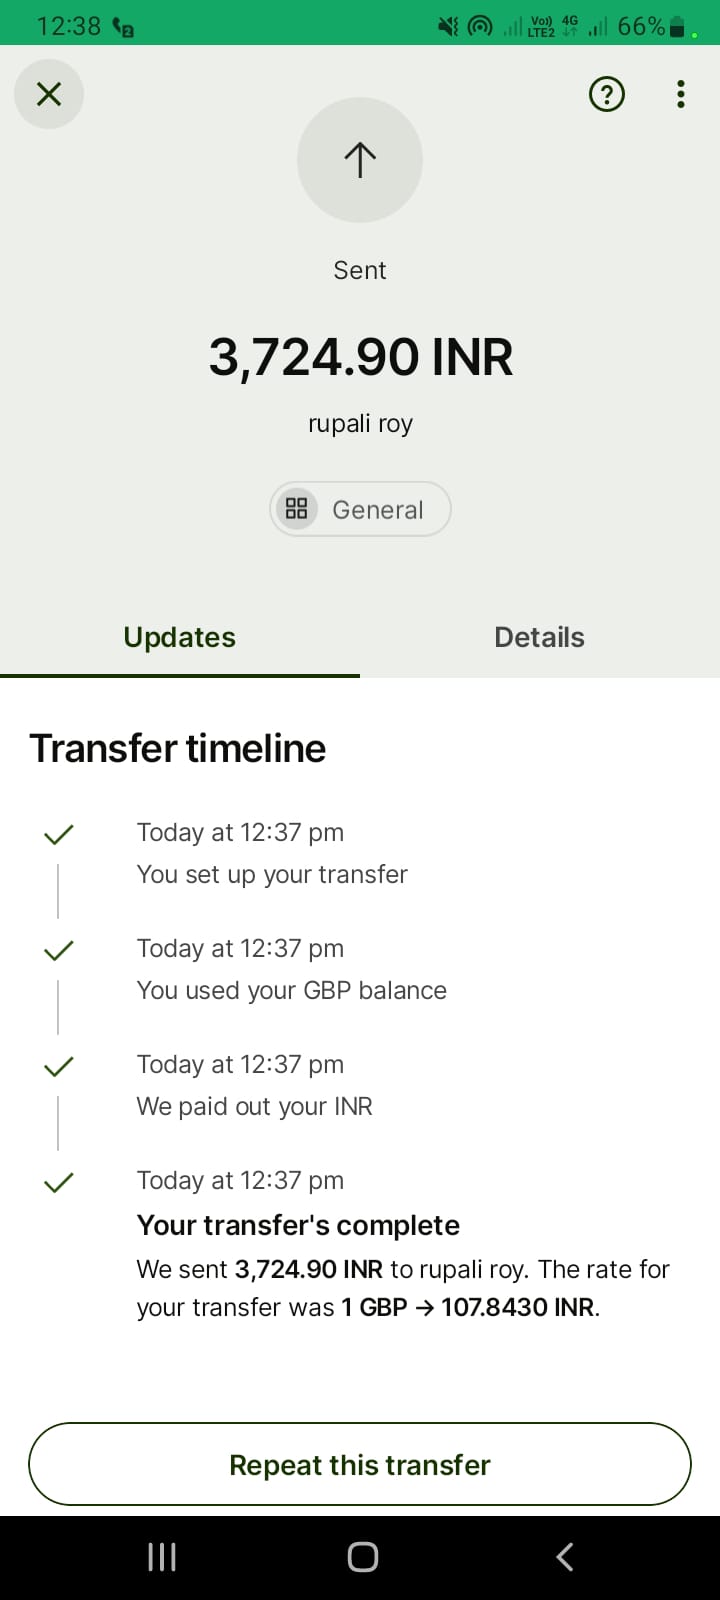 12:38
2
Vo)) 4G
LTE2
66%
?
Sent
3,724.90 INR
rupali roy
General
Updates
Details
Transfer timeline
Today at 12:37 pm
You set up your transfer
Today at 12:37 pm
You used your GBP balance
Today at 12:37 pm
We paid out your INR
Today at 12:37 pm
Your transfer's complete
We sent 3,724.90 INR to rupali roy. The rate for
your transfer was 1 GBP → 107.8430 INR.
Repeat this transfer